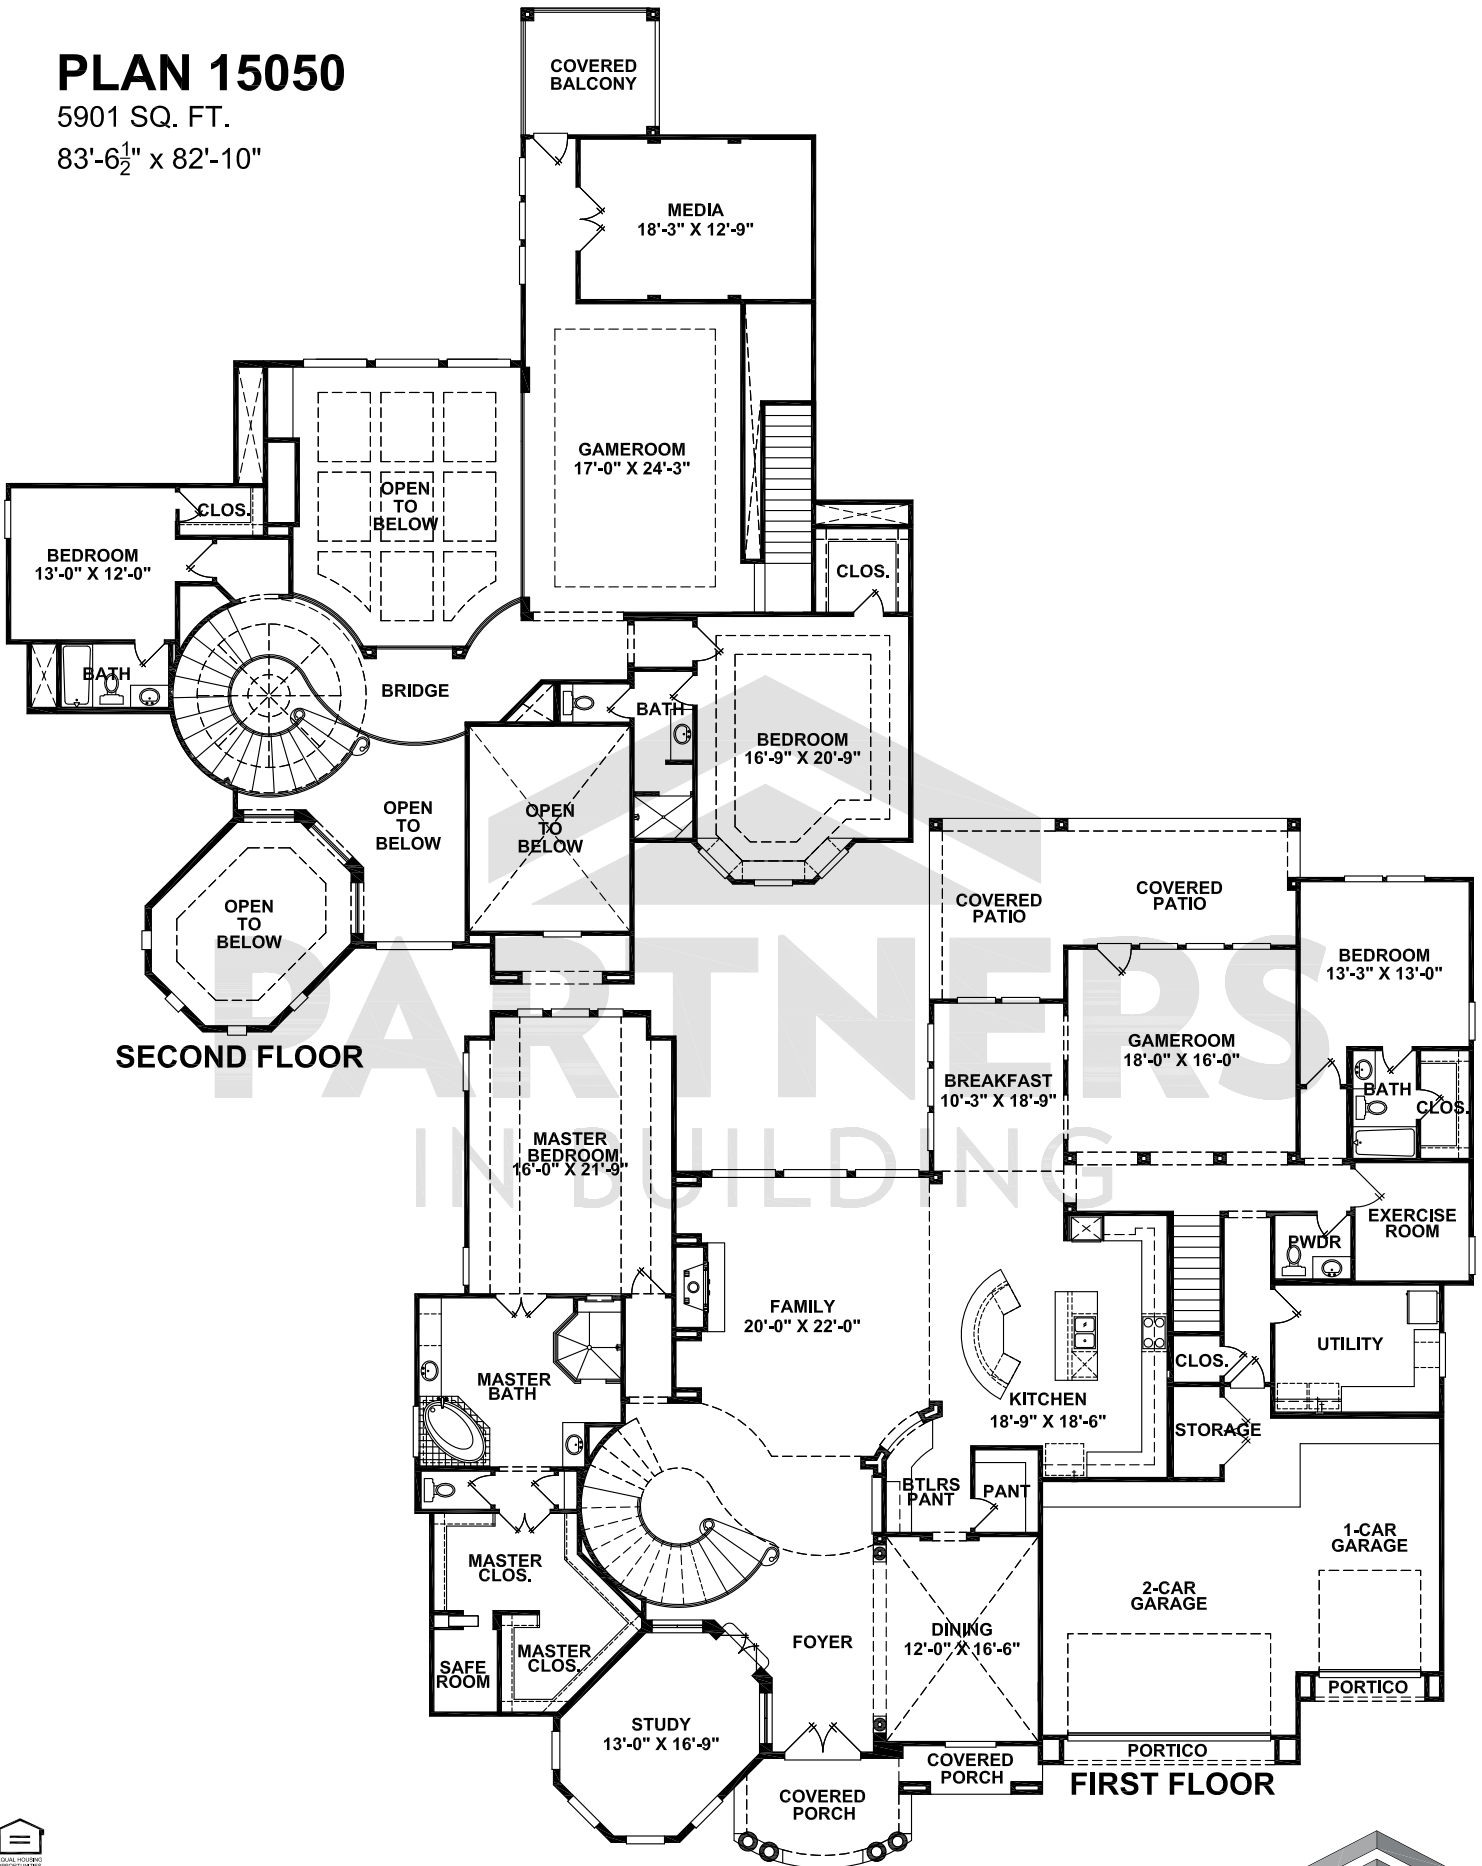 PLAN 15050
5901 SQ. FT.
83'-6½" x 82'-10"
COVERED
BALCONY
MEDIA
18'-3" X 12'-9"
GAMEROOM
17'-0" X 24'-3"
OPEN
TO
BELOW
CLOS.
BEDROOM
13'-0" X 12'-0"
BATH
BRIDGE
CLOS.
BATH
BEDROOM
16'-9" X 20'-9"
OPEN
TO
BELOW
OPEN
TO
BELOW
OPEN
TO
BELOW
SECOND FLOOR
PARTNERS
IN BUILDING
COVERED
PATIO
COVERED
PATIO
BEDROOM
13'-3" X 13'-0"
GAMEROOM
18'-0" X 16'-0"
BREAKFAST
10'-3" X 18'-9"
BATH
CLOS.
MASTER
BEDROOM
16'-0" X 21'-9"
EXERCISE
ROOM
PWDR
FAMILY
20'-0" X 22'-0"
UTILITY
CLOS.
MASTER
BATH
KITCHEN
18'-9" X 18'-6"
STORAGE
BTLRS
PANT
PANT
1-CAR
GARAGE
MASTER
CLOS.
2-CAR
GARAGE
FOYER
DINING
12'-0" X 16'-6"
MASTER
CLOS.
SAFE
ROOM
PORTICO
STUDY
13'-0" X 16'-9"
PORTICO
COVERED
PORCH
FIRST FLOOR
COVERED
PORCH